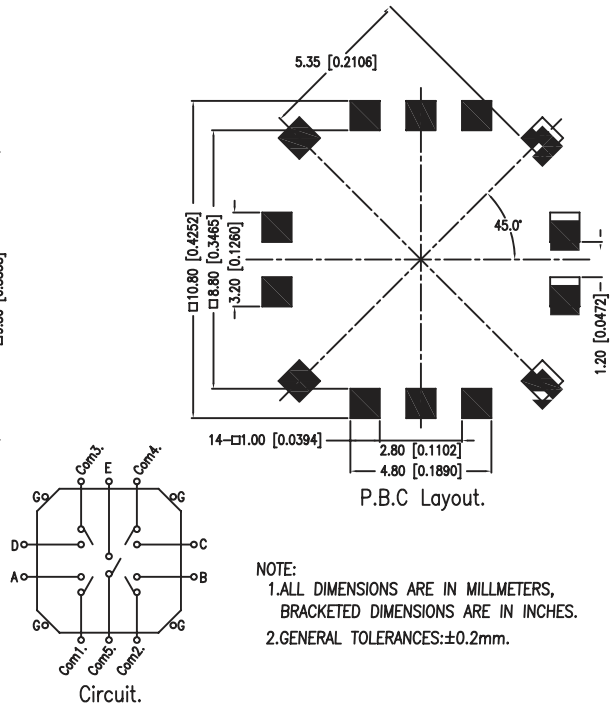 5.35 [0.2106]
□10.80 [0.4252]
□8.80 [0.3465]
3.20 [0.1260]
45.0°
1.20 [0.0472]
14-□1.00 [0.0394]
2.80 [0.1102]
4.80 [0.1890]
P.B.C Layout.
Com3.
E
Com4.
G
G
D
C
A
B
G
G
Com1.
Com5.
Com2.
Circuit.
NOTE:
1.ALL DIMENSIONS ARE IN MILLMETERS,
BRACKETED DIMENSIONS ARE IN INCHES.
2.GENERAL TOLERANCES:±0.2mm.